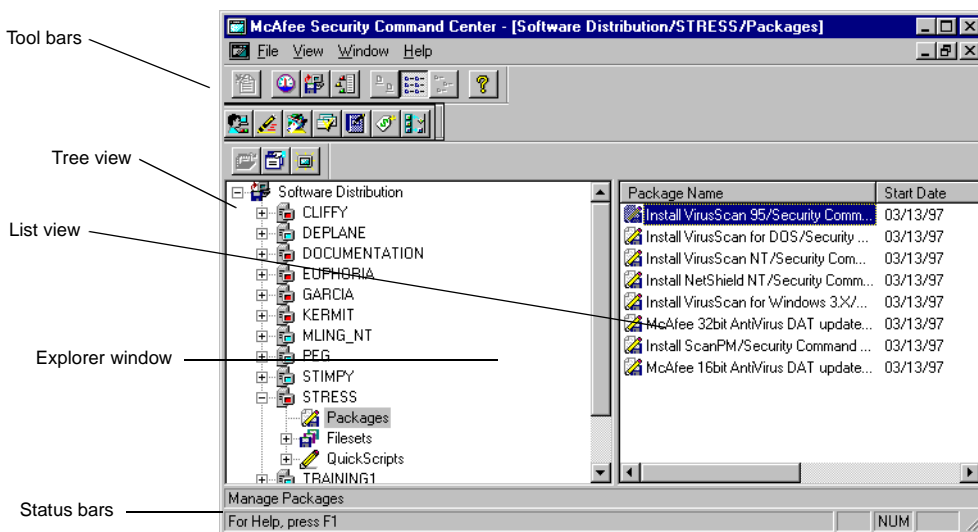 McAfee Security Command Center - [Software Distribution/STRESS/Packages]
File View Window Help
Tool bars
Tree view
List view
Explorer window
Status bars
Software Distribution
CLIFFY
DEPLANE
DOCUMENTATION
EUPHORIA
GARCIA
KERMIT
MLING_NT
PEG
STIMPY
STRESS
Packages
Filesets
QuickScripts
TRAINING1
Package Name Start Date
Install VirusScan 95/Security Comm... 03/13/97
Install VirusScan for DOS/Security ... 03/13/97
Install VirusScan NT/Security Com... 03/13/97
Install NetShield NT/Security Comm... 03/13/97
Install VirusScan for Windows 3.X/... 03/13/97
McAfee 32bit AntiVirus DAT update... 03/13/97
Install ScanPM/Security Command ... 03/13/97
McAfee 16bit AntiVirus DAT update... 03/13/97
Manage Packages
For Help, press F1 NUM